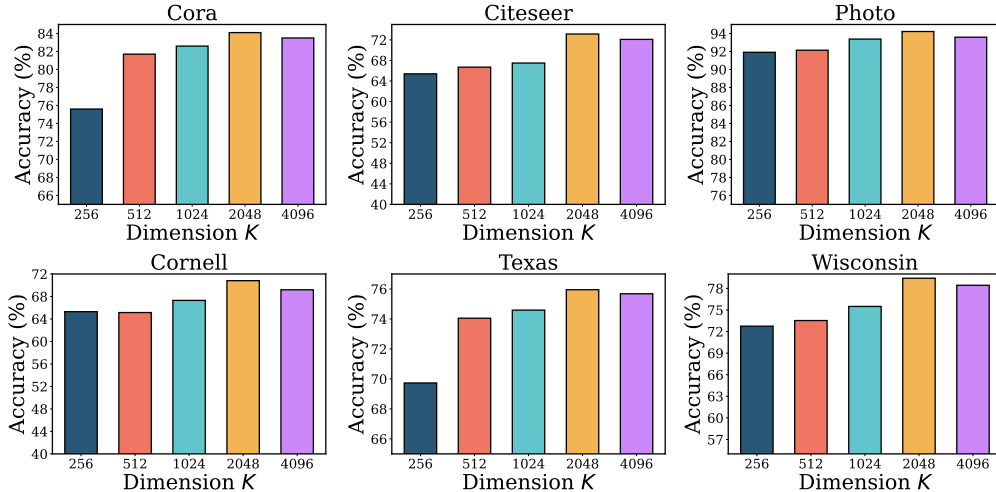 Cora
Accuracy (%)
84
82
80
78
76
74
72
70
68
66
256 512 1024 2048 4096
Dimension K
Citeseer
Accuracy (%)
72
68
64
60
56
52
48
44
40
256 512 1024 2048 4096
Dimension K
Photo
Accuracy (%)
94
92
90
88
86
84
82
80
78
76
256 512 1024 2048 4096
Dimension K
Cornell
Accuracy (%)
72
68
64
60
56
52
48
44
40
256 512 1024 2048 4096
Dimension K
Texas
Accuracy (%)
76
74
72
70
68
66
256 512 1024 2048 4096
Dimension K
Wisconsin
Accuracy (%)
78
75
72
69
66
63
60
57
256 512 1024 2048 4096
Dimension K